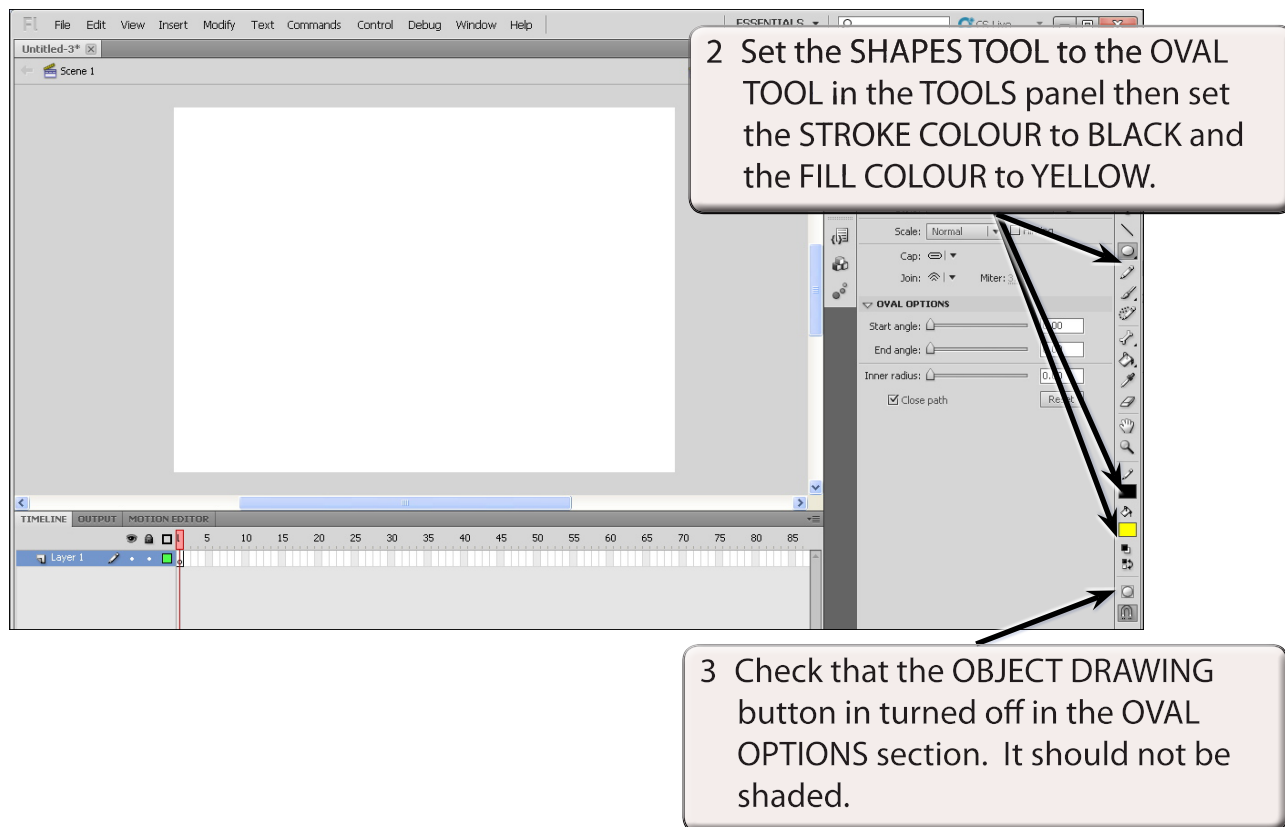 Fl File Edit View Insert Modify Text Commands Control Debug Window Help
ESSENTIALS
Untitled-3*
Scene 1
2 Set the SHAPES TOOL to the OVAL
TOOL in the TOOLS panel then set
the STROKE COLOUR to BLACK and
the FILL COLOUR to YELLOW.
Scale: Normal
Cap:
Join: Miter:
OVAL OPTIONS
Start angle:
End angle:
Inner radius:
Close path Reset
TIMELINE OUTPUT MOTION EDITOR
1 5 10 15 20 25 30 35 40 45 50 55 60 65 70 75 80 85
Layer 1
3 Check that the OBJECT DRAWING
button in turned off in the OVAL
OPTIONS section. It should not be
shaded.